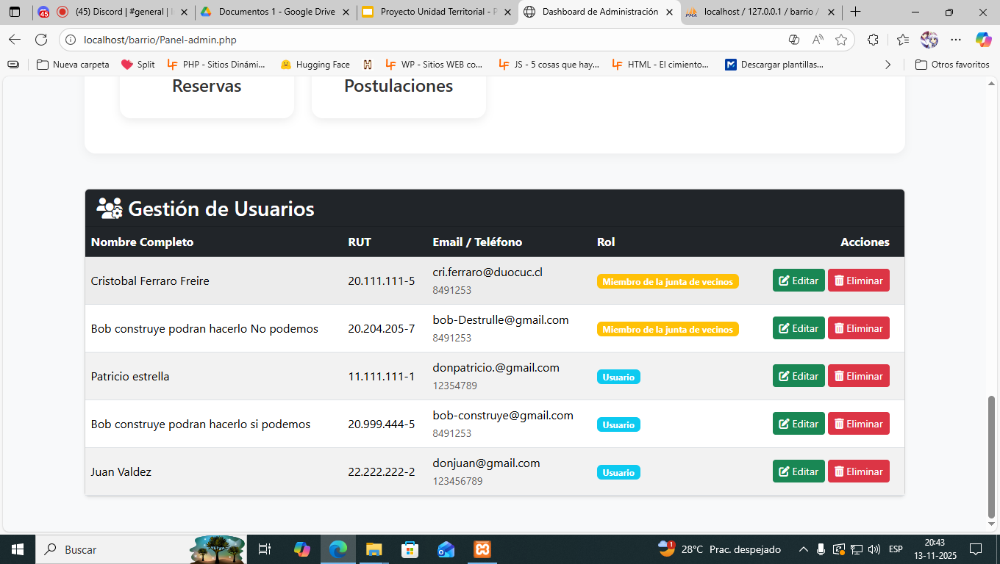 (45) Discord | #general |
Documentos 1 - Google Drive
Proyecto Unidad Territorial - P
Dashboard de Administración
localhost / 127.0.0.1 / barrio /
localhost/barrio/Panel-admin.php
Nueva carpeta
Split
PHP - Sitios Dinámi...
Hugging Face
WP - Sitios WEB co...
JS - 5 cosas que hay...
HTML - El cimiento...
Descargar plantillas...
Otros favoritos
Reservas
Postulaciones
Gestión de Usuarios
Nombre Completo RUT Email / Teléfono Rol Acciones
Cristobal Ferraro Freire 20.111.111-5 cri.ferraro@duocuc.cl Miembro de la junta de vecinos Editar Eliminar
8491253
Bob construye podran hacerlo No podemos 20.204.205-7 bob-Destrulle@gmail.com Miembro de la junta de vecinos Editar Eliminar
8491253
Patricio estrella 11.111.111-1 donpatricio.@gmail.com Usuario Editar Eliminar
12354789
Bob construye podran hacerlo si podemos 20.999.444-5 bob-construye@gmail.com Usuario Editar Eliminar
8491253
Juan Valdez 22.222.222-2 donjuan@gmail.com Usuario Editar Eliminar
123456789
Buscar
1
28°C Prac. despejado
ESP
20:43
13-11-2025